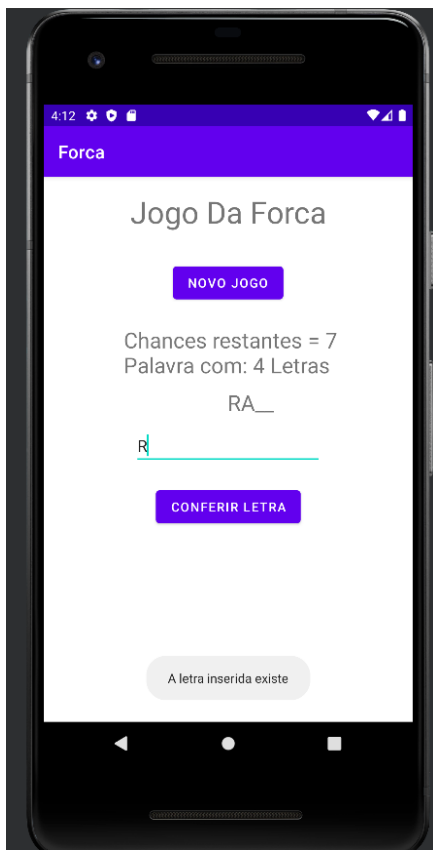 4:12
Forca
Jogo Da Forca
NOVO JOGO
Chances restantes = 7
Palavra com: 4 Letras
RA__
R
CONFERIR LETRA
A letra inserida existe